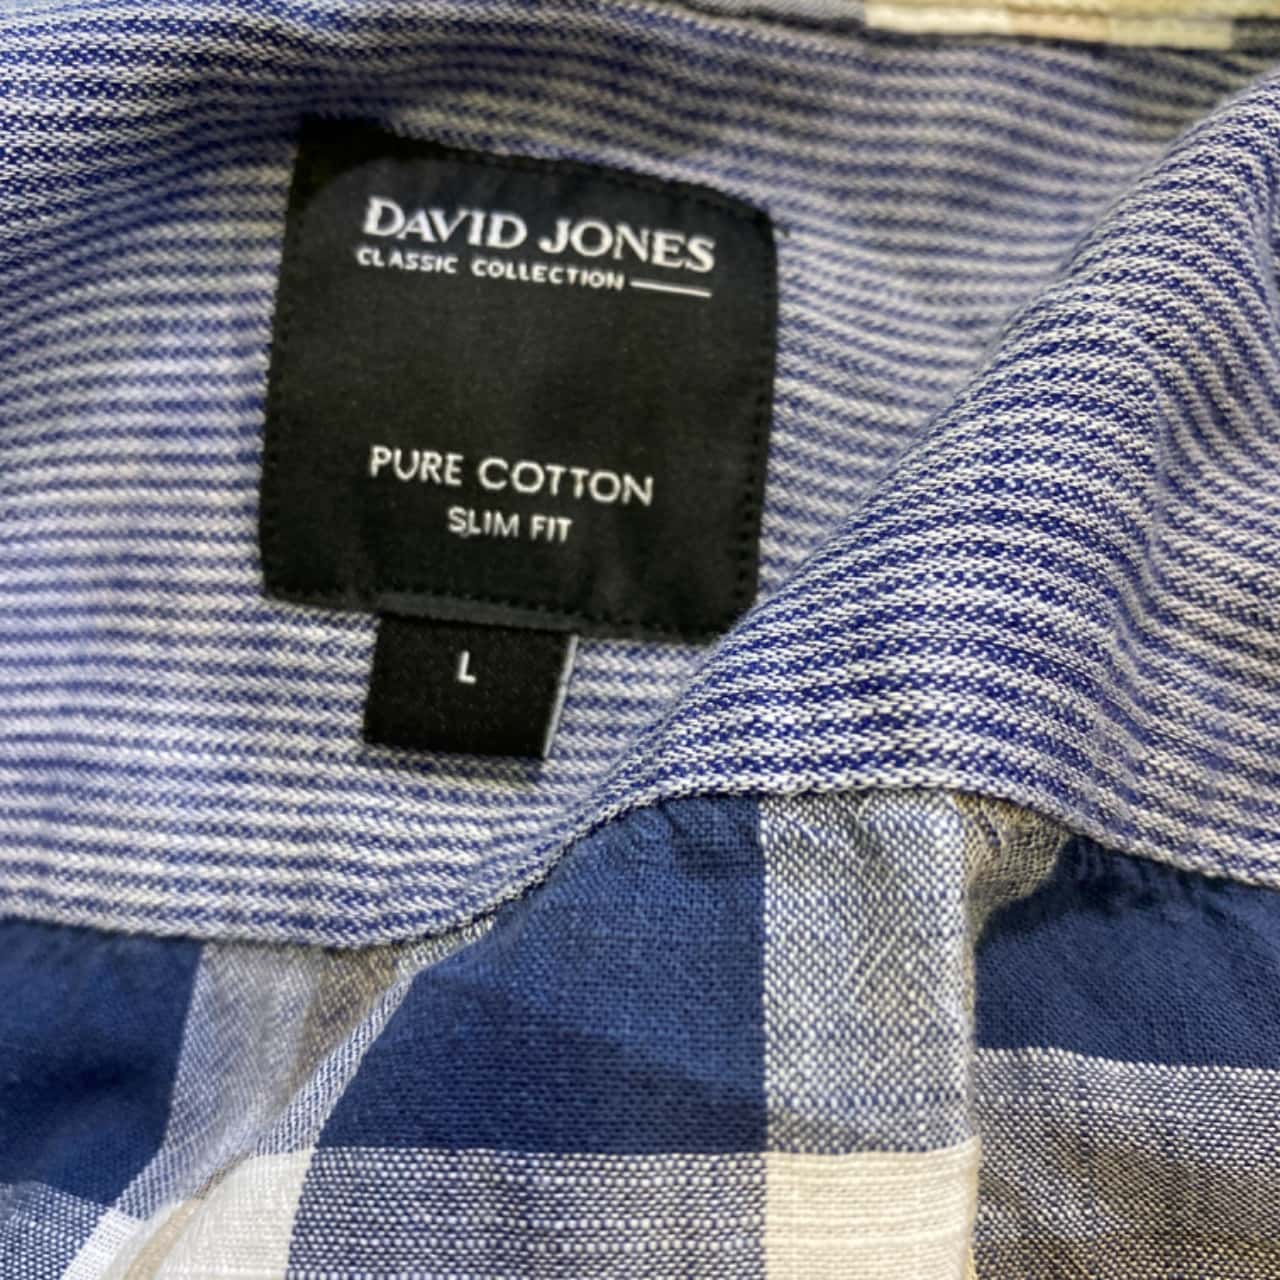 DAVID JONES
CLASSIC COLLECTION
PURE COTTON
SLIM FIT
L